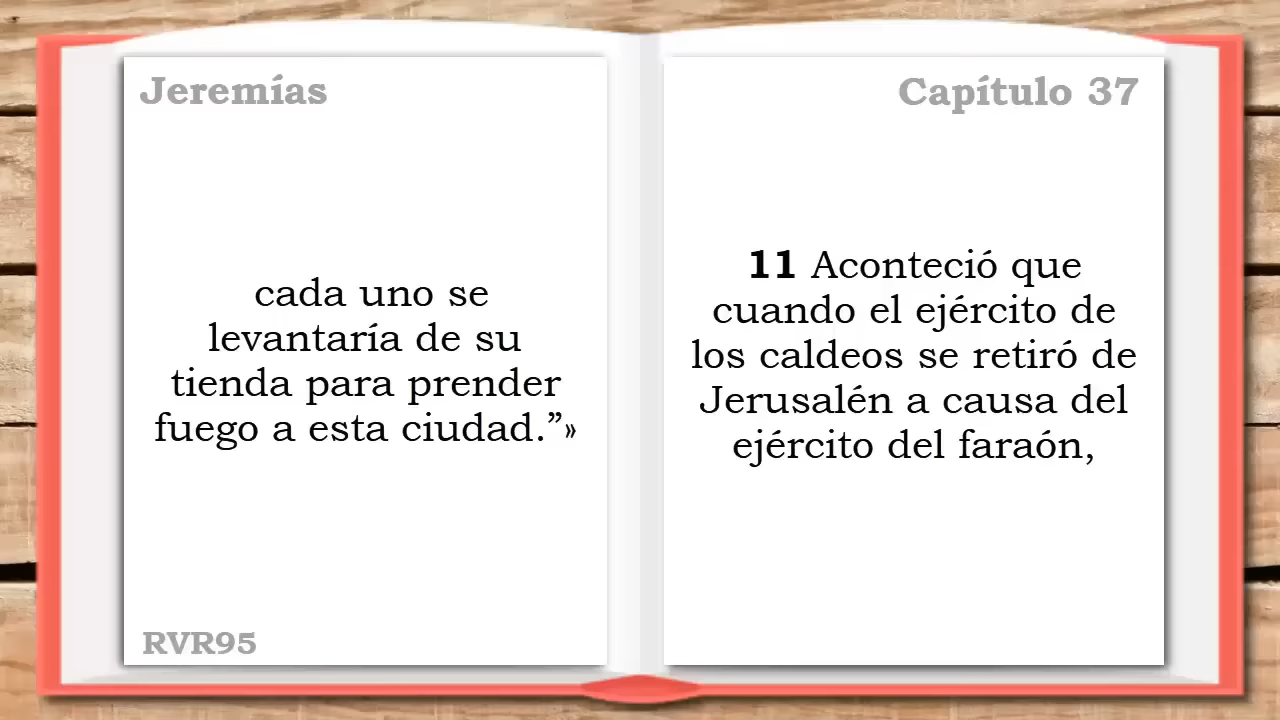 Jeremías
cada uno se
levantaría de su
tienda para prender
fuego a esta ciudad.”»
RVR95
Capítulo 37
11 Aconteció que
cuando el ejército de
los caldeos se retiró de
Jerusalén a causa del
ejército del faraón,